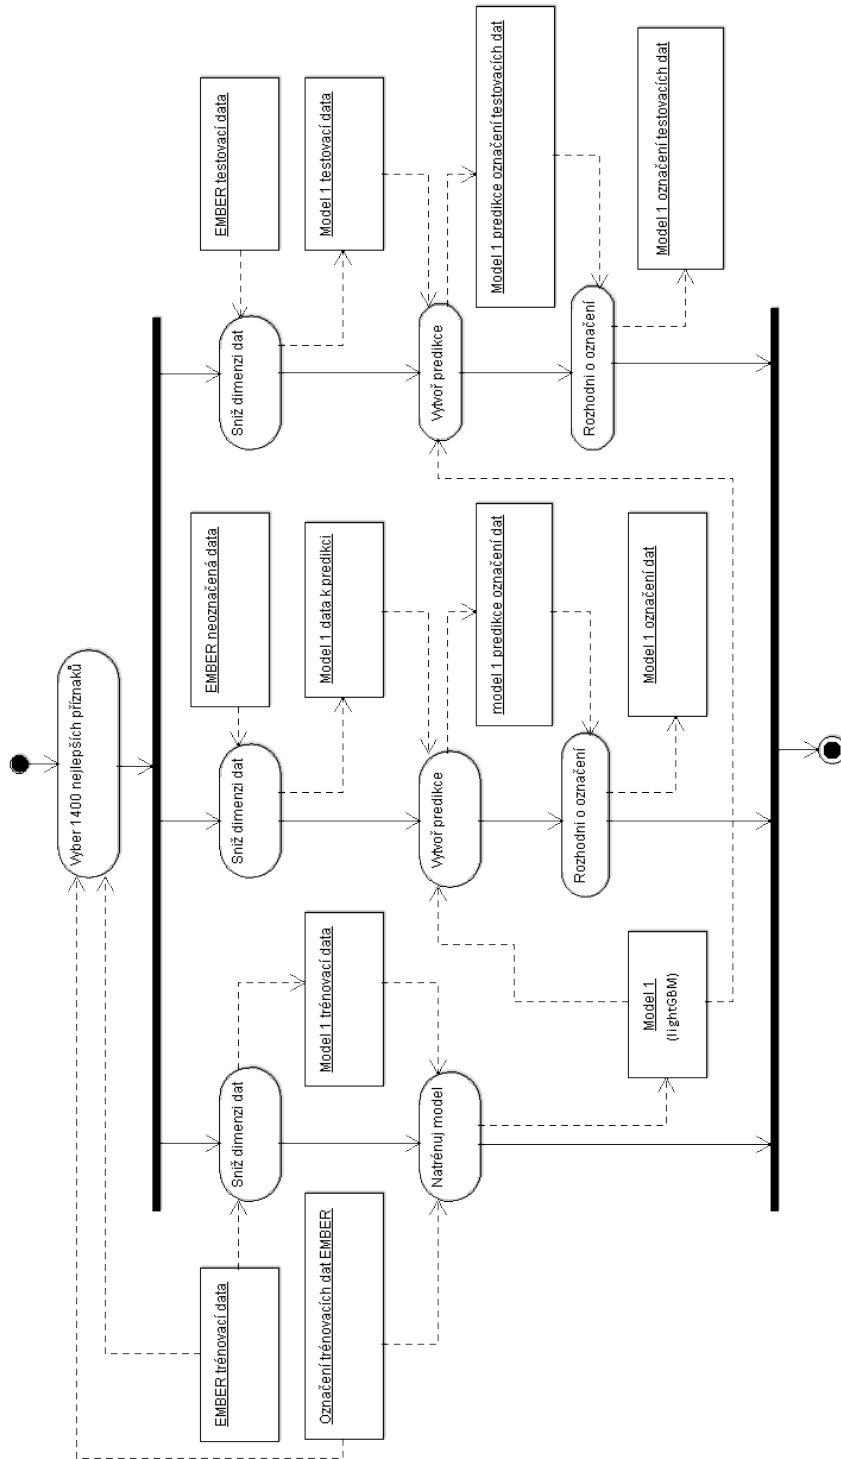 Vyber 1400 nejlepších příznaků
EMBER trénovací data
Sniž dimenzi dat
Sniž dimenzi dat
EMBER neoznačená data
Sniž dimenzi dat
EMBER testovací data
Označení trénovacích dat EMBER
Model 1 trénovací data
Model 1 data k predikci
Model 1 testovací data
Natrénuj model
Vytvoř predikce
Vytvoř predikce
model 1 predikce označení dat
Model 1 predikce označení testovacích dat
Rozhodni o označení
Rozhodni o označení
Model 1
(lightGBM)
Model 1 označení dat
Model 1 označení testovacích dat